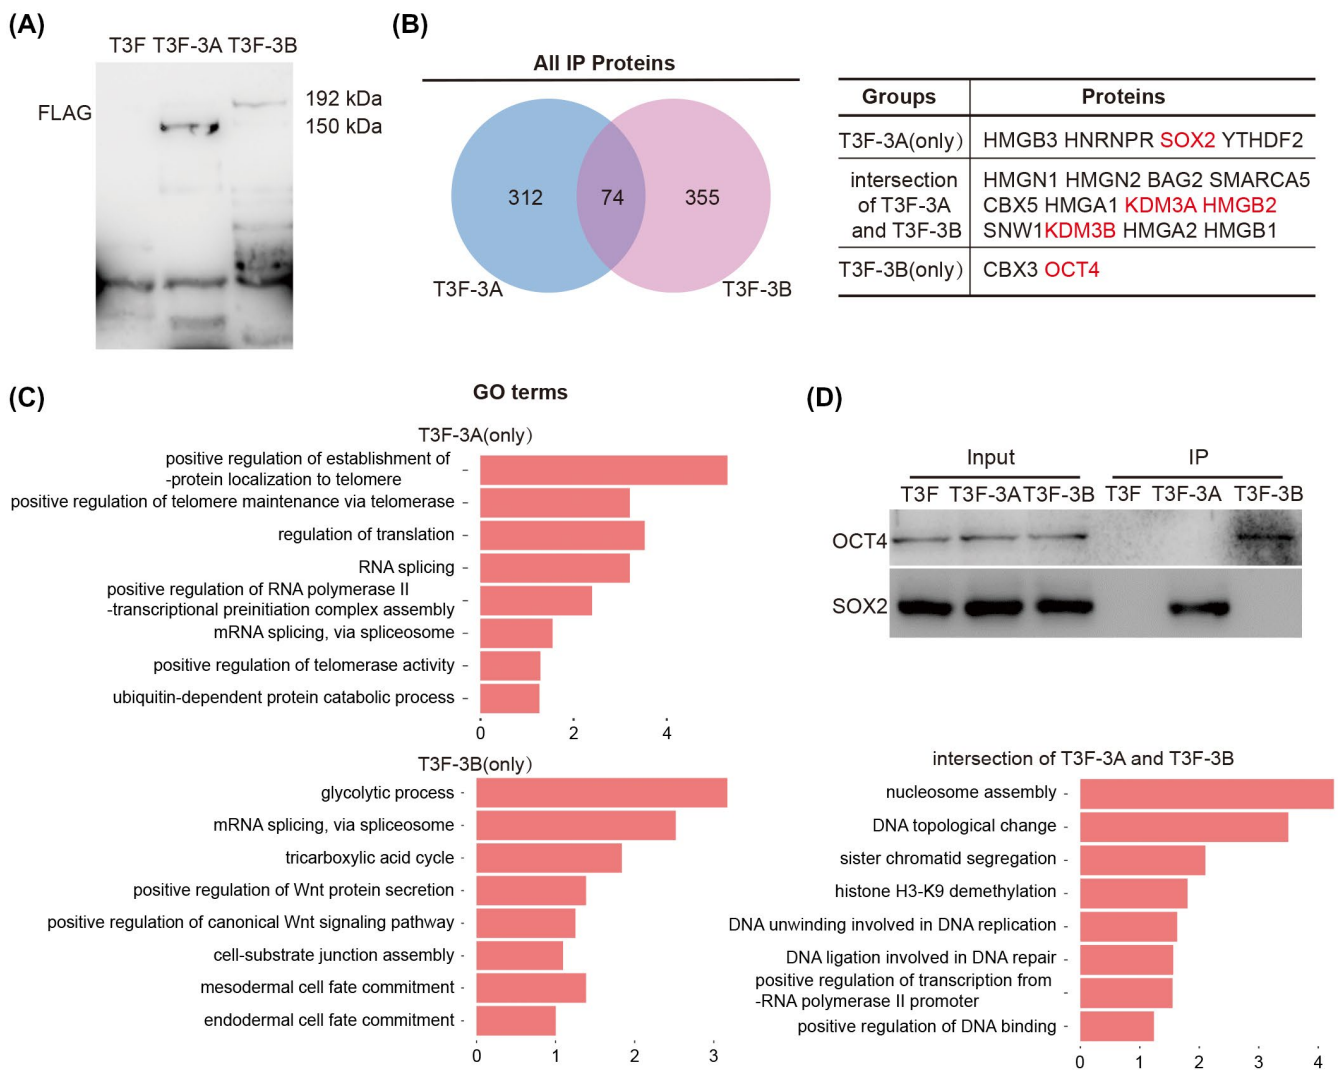 (A)
T3F T3F-3A T3F-3B
FLAG
192 kDa
150 kDa
(B)
All IP Proteins
312
74
355
T3F-3A
T3F-3B
Groups Proteins
T3F-3A(only) HMGB3 HNRNPR SOX2 YTHDF2
intersection of T3F-3A and T3F-3B HMGN1 HMGN2 BAG2 SMARCA5
CBX5 HMGA1 KDM3A HMGB2
SNW1KDM3B HMGA2 HMGB1
T3F-3B(only) CBX3 OCT4
(C)
GO terms
T3F-3A(only)
positive regulation of establishment of
-protein localization to telomere
positive regulation of telomere maintenance via telomerase
regulation of translation
RNA splicing
positive regulation of RNA polymerase II
-transcriptional preinitiation complex assembly
mRNA splicing, via spliceosome
positive regulation of telomerase activity
ubiquitin-dependent protein catabolic process
0 2 4
T3F-3B(only)
glycolytic process
mRNA splicing, via spliceosome
tricarboxylic acid cycle
positive regulation of Wnt protein secretion
positive regulation of canonical Wnt signaling pathway
cell-substrate junction assembly
mesodermal cell fate commitment
endodermal cell fate commitment
0 1 2 3
(D)
Input IP
T3F T3F-3A T3F-3B T3F T3F-3A T3F-3B
OCT4
SOX2
intersection of T3F-3A and T3F-3B
nucleosome assembly
DNA topological change
sister chromatid segregation
histone H3-K9 demethylation
DNA unwinding involved in DNA replication
DNA ligation involved in DNA repair
positive regulation of transcription from
-RNA polymerase II promoter
positive regulation of DNA binding
0 1 2 3 4